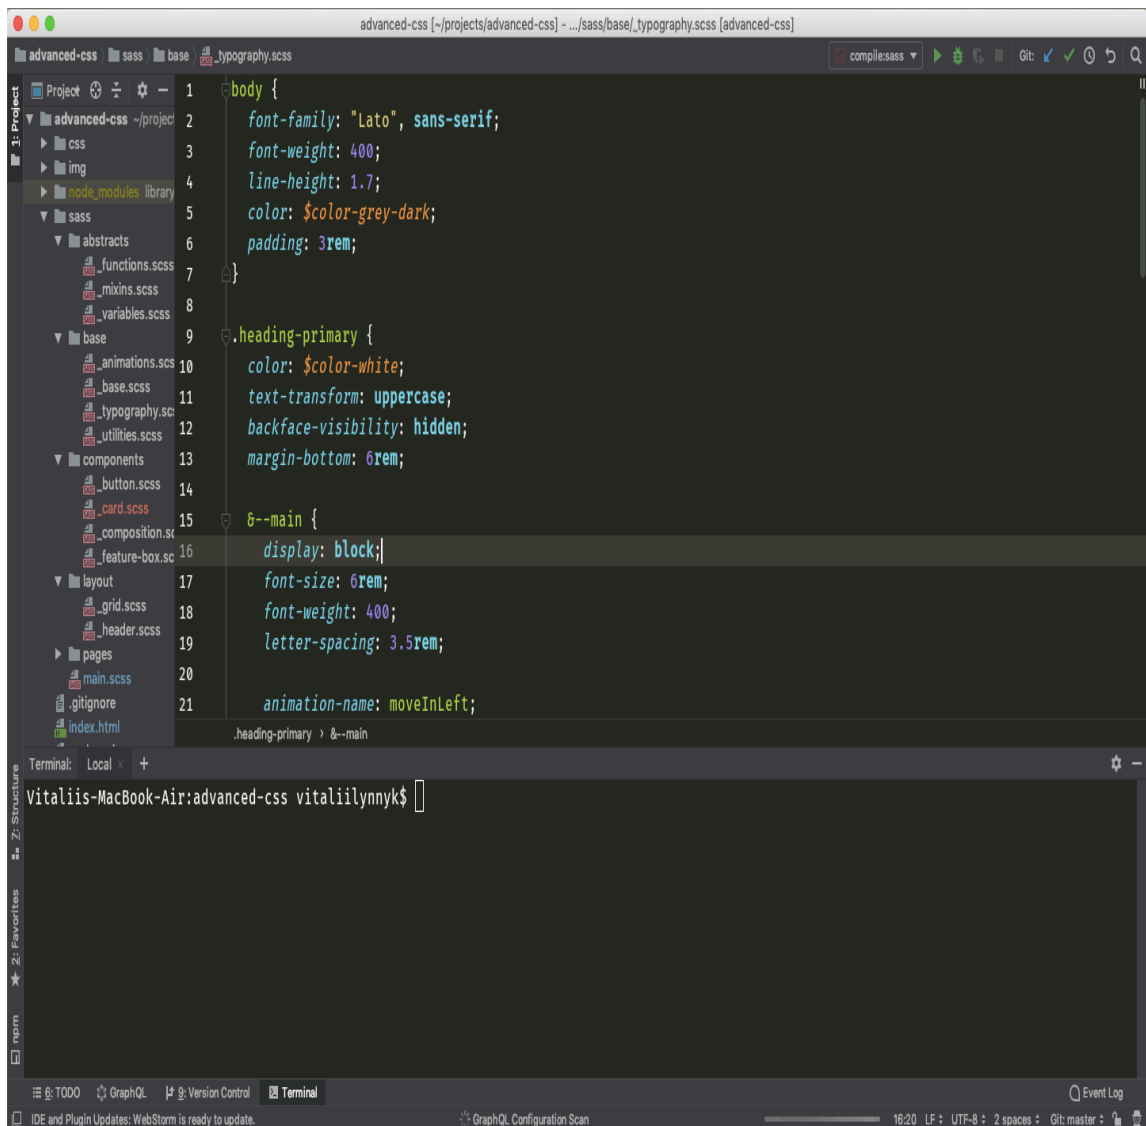 advanced-css [~/projects/advanced-css] - .../sass/base/_typography.scss [advanced-css]
advanced-css sass base _typography.scss compile:sass Git:
1: Project
Project
advanced-css ~/project
css
img
node_modules library
sass
abstracts
_functions.scss
_mixins.scss
_variables.scss
base
_animations.scs
_base.scss
_typography.sc
_utilities.scss
components
_button.scss
_card.scss
_composition.sc
_feature-box.sc
layout
_grid.scss
_header.scss
pages
main.scss
.gitignore
index.html
1 body {
2 font-family: "Lato", sans-serif;
3 font-weight: 400;
4 line-height: 1.7;
5 color: $color-grey-dark;
6 padding: 3rem;
7 }
8
9 .heading-primary {
10 color: $color-white;
11 text-transform: uppercase;
12 backface-visibility: hidden;
13 margin-bottom: 6rem;
14
15 &--main {
16 display: block;
17 font-size: 6rem;
18 font-weight: 400;
19 letter-spacing: 3.5rem;
20
21 animation-name: moveInLeft;
.heading-primary › &--main
Terminal: Local × +
Vitaliis-MacBook-Air:advanced-css vitaliilynnyk$
Z: Structure
2: Favorites
npm
6: TODO GraphQL 9: Version Control Terminal Event Log
IDE and Plugin Updates: WebStorm is ready to update. GraphQL Configuration Scan 16:20 LF UTF-8 2 spaces Git: master